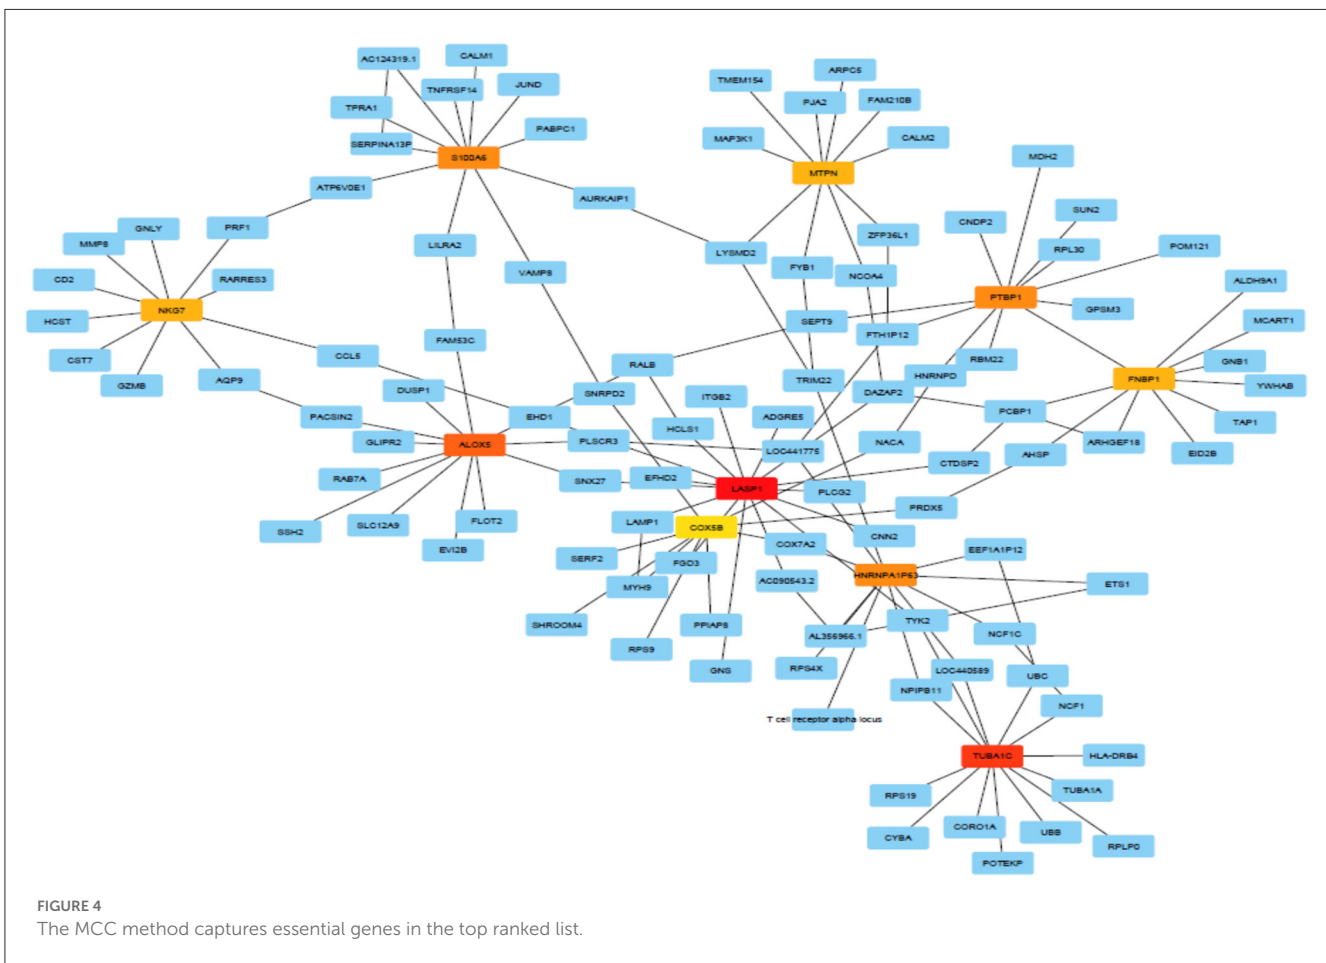 AC124319.1
CALM1
TNFRSF14
JUND
TPRA1
PABPC1
SERPINA13P
S100A6
ATP6V0E1
AURKAIP1
TMEM154
ARPC5
PJA2
FAM210B
MAP3K1
CALM2
MTPN
MDH2
CNDP2
SUN2
RPL30
POM121
GNLY
PRF1
MMP8
CD2
RARRES3
NKG7
HCST
CST7
GZMB
AQP9
LILRA2
VAMP8
LYSMD2
ZFP36L1
FYB1
NCOA4
ALDH9A1
PTBP1
GPSM3
MCART1
SEPT9
FTH1P12
FAM53C
CCL5
RALB
RBM22
GNB1
HNRNPD
FNBP1
YWHAB
TRIM22
DUSP1
SNRPD2
ITGB2
DAZAP2
PACSIN2
EHD1
ADGRE5
PCBP1
TAP1
HCLS1
GLIPR2
ALOX5
PLSCR3
LOC441775
NACA
ARHGEF18
AHSP
EID2B
CTDSP2
RAB7A
SNX27
EFHD2
LASP1
PLCG2
PRDX5
SSH2
SLC12A9
FLOT2
LAMP1
COX5B
EVI2B
COX7A2
CNN2
EEF1A1P12
SERF2
FGD3
MYH9
AC090543.2
HNRNPA1P63
ETS1
SHROOM4
PPIAP8
AL356966.1
TYK2
NCF1C
RPS9
GNS
RPS4X
LOC440589
UBC
NPIPB11
NCF1
T cell receptor alpha locus
TUBA1C
HLA-DRB4
RPS19
TUBA1A
CORO1A
UBB
CYBA
RPLP0
POTEKP
FIGURE 4
The MCC method captures essential genes in the top ranked list.